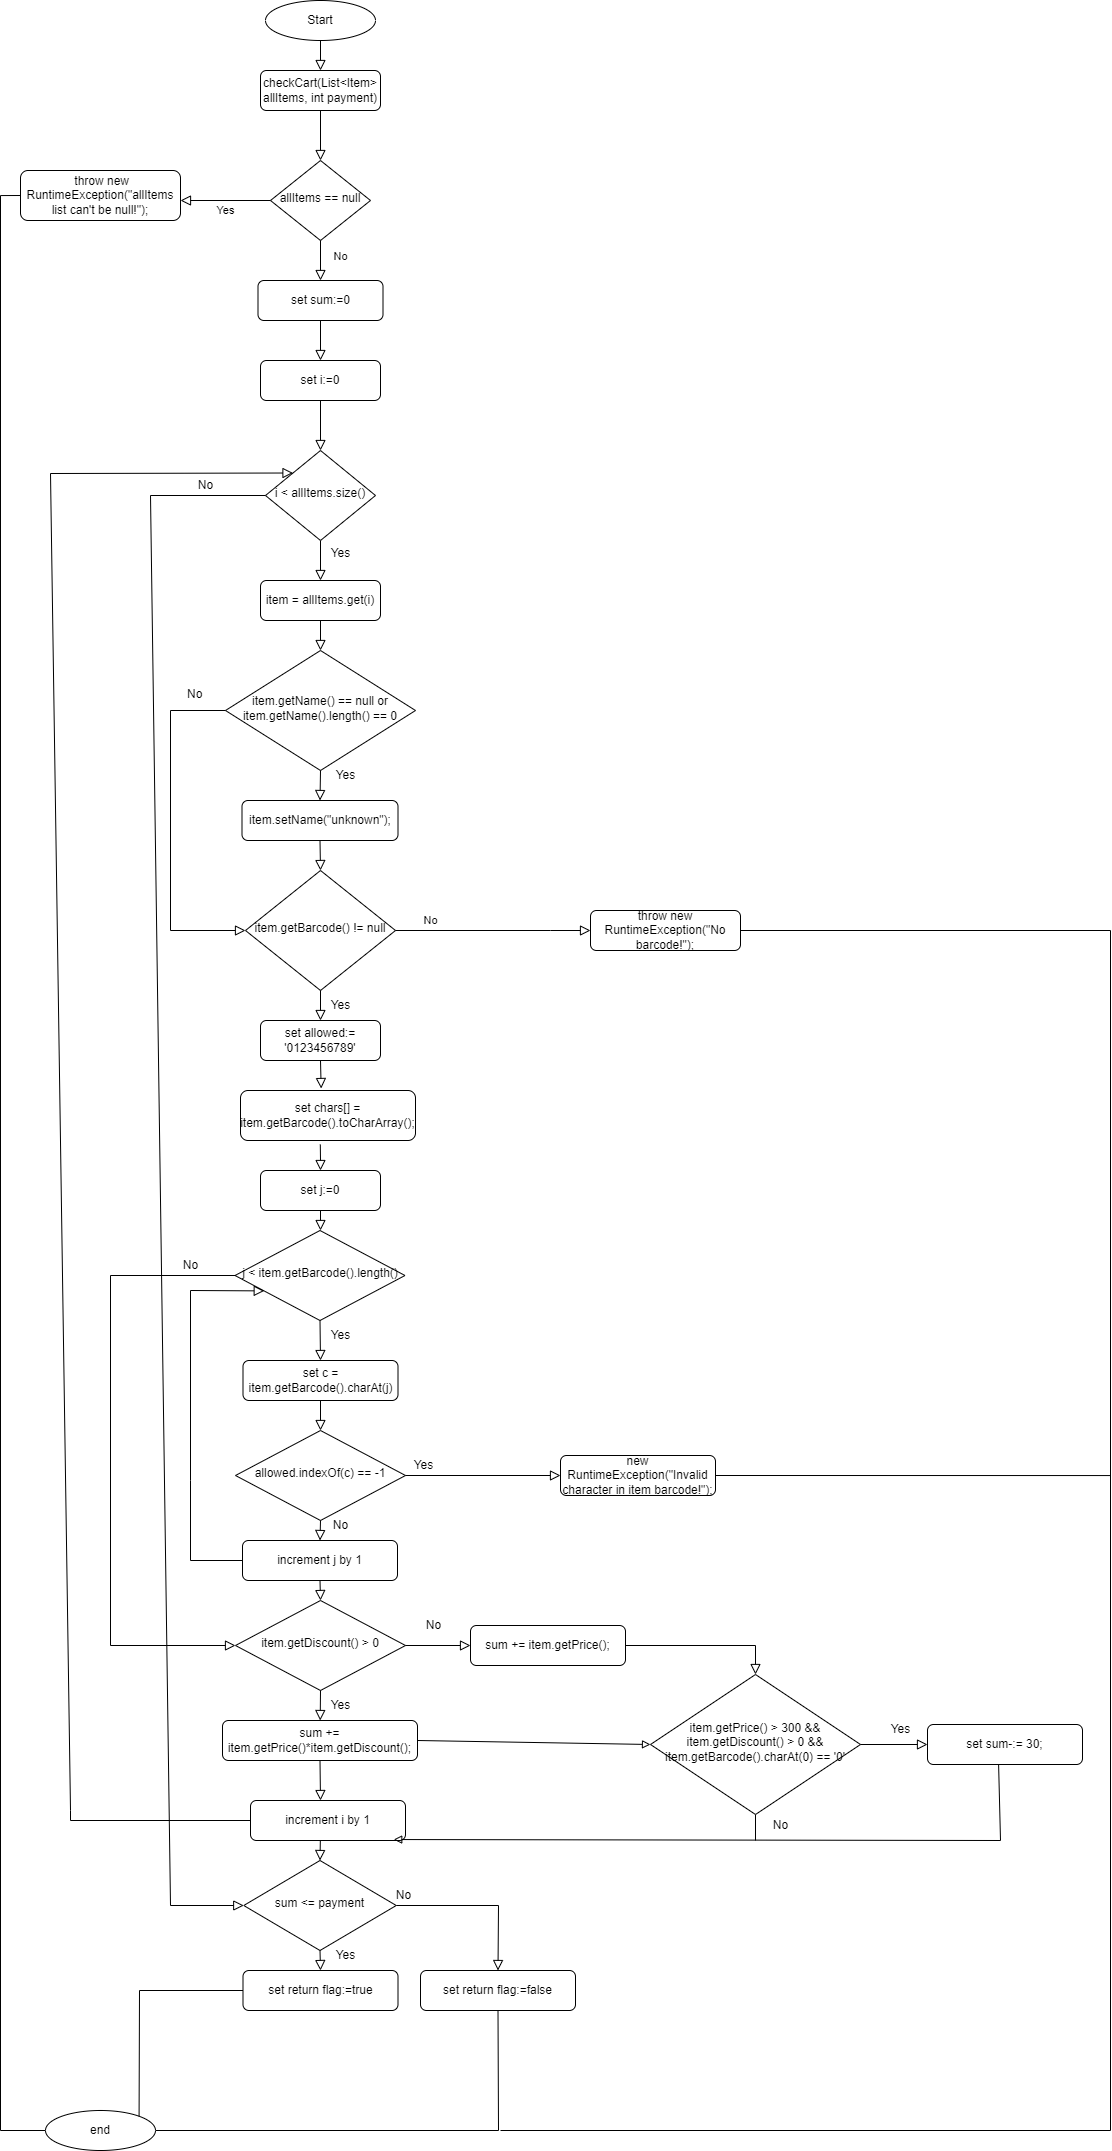 Start
checkCart(List<Item>
allItems, int payment)
throw new
RuntimeException("allItems
list can't be null!");
allItems == null
Yes
No
set sum:=0
set i:=0
No
i < allItems.size()
Yes
item = allItems.get(i)
No
item.getName() == null or
item.getName().length() == 0
Yes
item.setName("unknown");
item.getBarcode() != null
No
throw new
RuntimeException("No
barcode!");
Yes
set allowed:=
'0123456789'
set chars[] =
item.getBarcode().toCharArray();
set j:=0
No
j < item.getBarcode().length()
Yes
set c =
item.getBarcode().charAt(j)
allowed.indexOf(c) == -1
Yes
new
RuntimeException("Invalid
character in item barcode!");
No
increment j by 1
item.getDiscount() > 0
No
sum += item.getPrice();
Yes
sum +=
item.getPrice()*item.getDiscount();
item.getPrice() > 300 &&
item.getDiscount() > 0 &&
item.getBarcode().charAt(0) == '0'
Yes
set sum-:= 30;
increment i by 1
No
sum <= payment
No
Yes
set return flag:=true
set return flag:=false
end